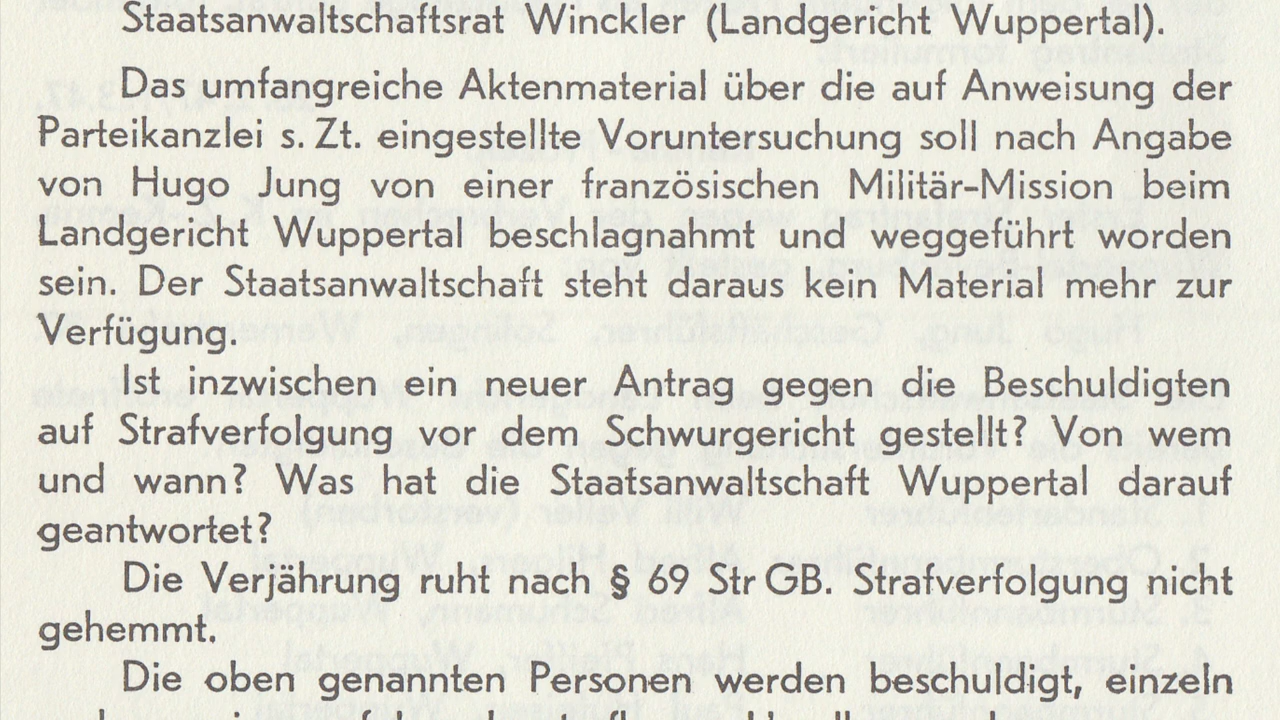 Staatsanwaltschaftsrat Winckler (Landgericht Wuppertal).
Das umfangreiche Aktenmaterial über die auf Anweisung der
Parteikanzlei s. Zt. eingestellte Voruntersuchung soll nach Angabe
von Hugo Jung von einer französischen Militär-Mission beim
Landgericht Wuppertal beschlagnahmt und weggeführt worden
sein. Der Staatsanwaltschaft steht daraus kein Material mehr zur
Verfügung.
Ist inzwischen ein neuer Antrag gegen die Beschuldigten
auf Strafverfolgung vor dem Schwurgericht gestellt? Von wem
und wann? Was hat die Staatsanwaltschaft Wuppertal darauf
geantwortet?
Die Verjährung ruht nach § 69 StrGB. Strafverfolgung nicht
gehemmt.
Die oben genannten Personen werden beschuldigt, einzeln